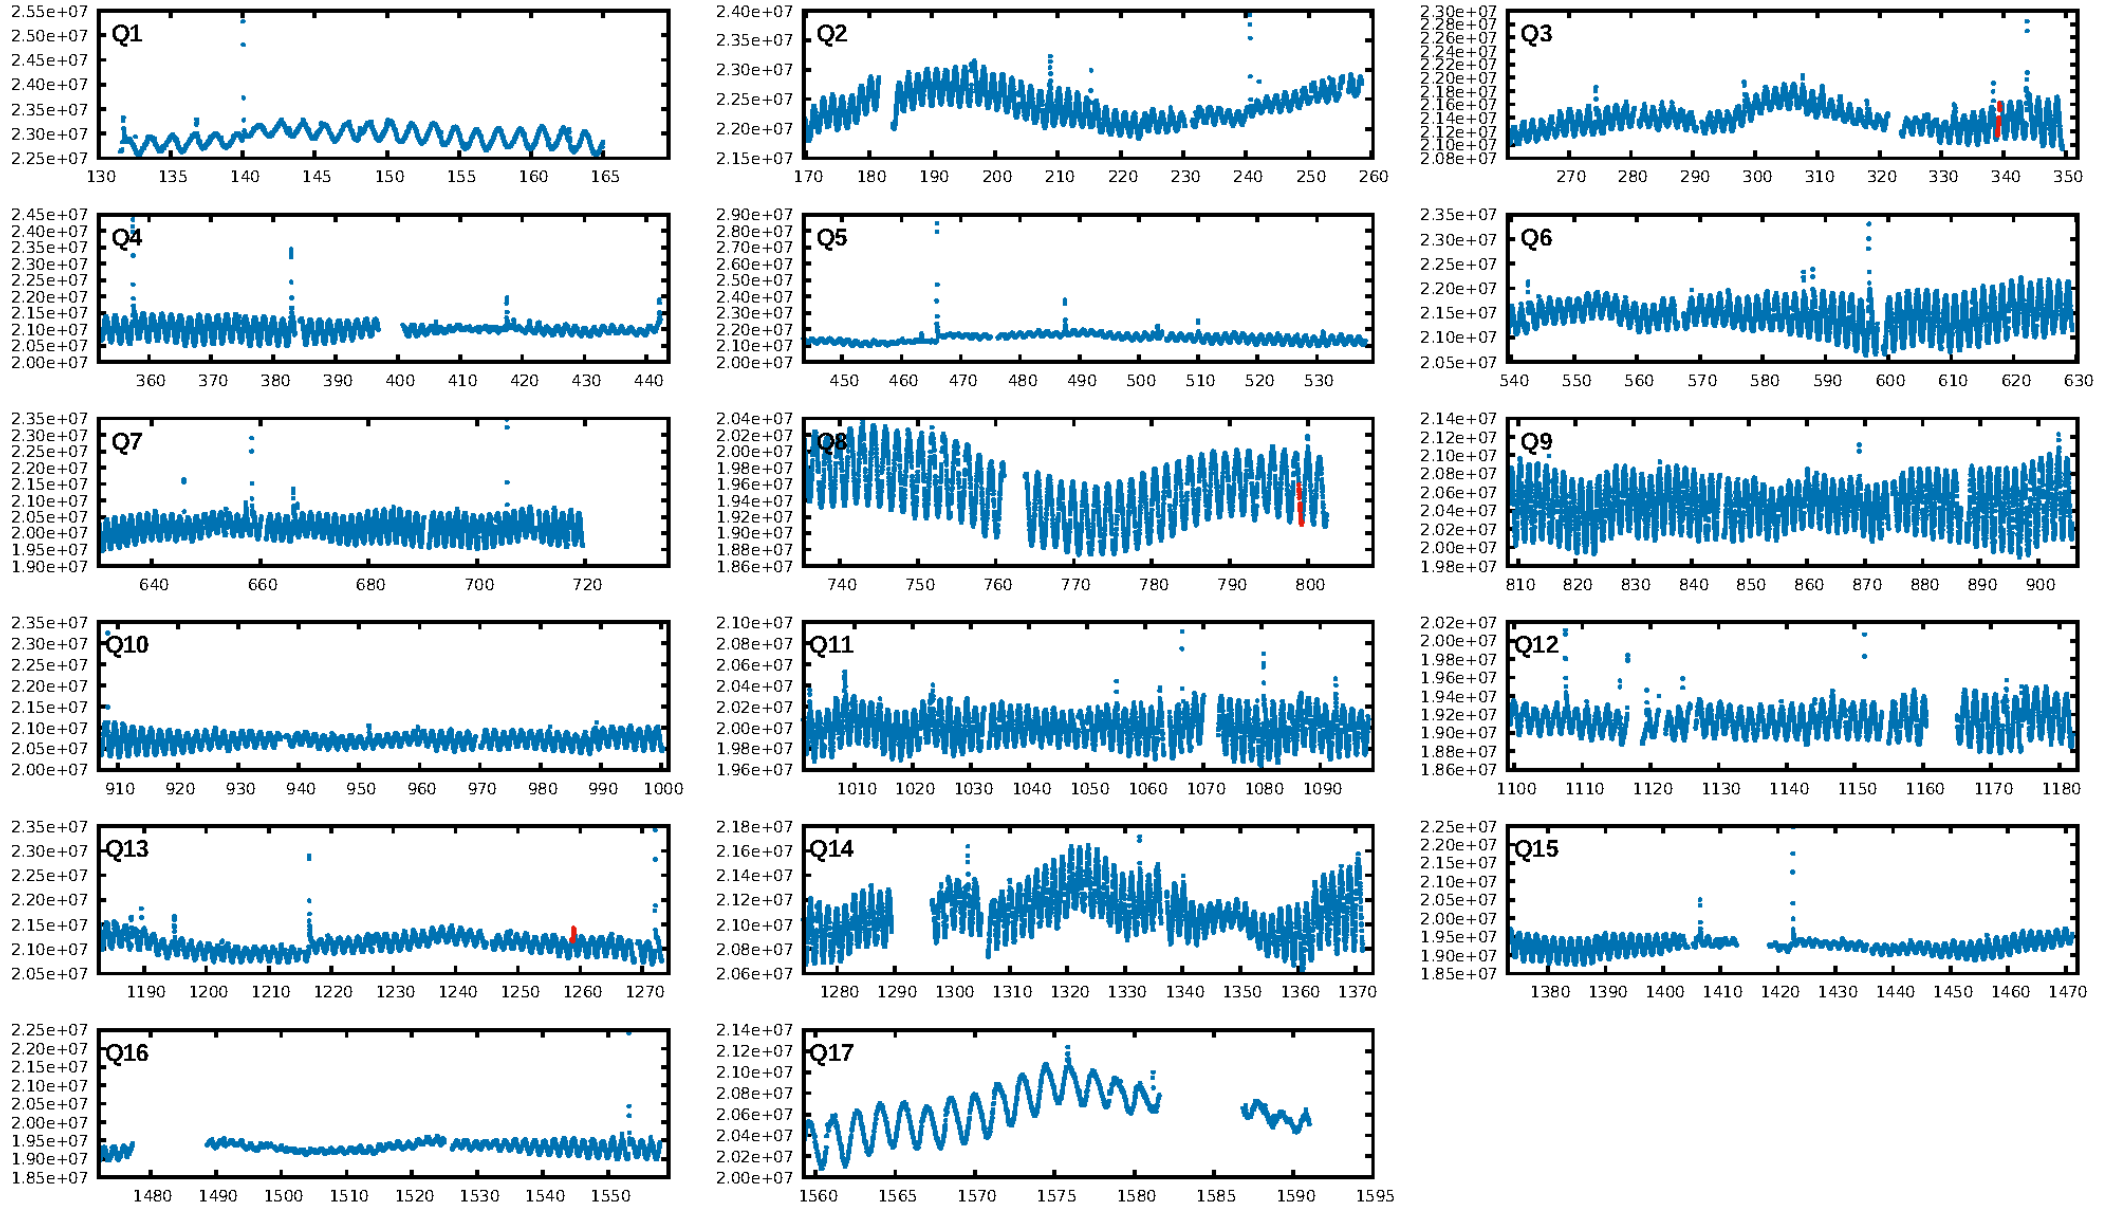 Q1
2.55e+07
2.50e+07
2.45e+07
2.40e+07
2.35e+07
2.30e+07
2.25e+07
130 135 140 145 150 155 160 165
Q2
2.40e+07
2.35e+07
2.30e+07
2.25e+07
2.20e+07
2.15e+07
170 180 190 200 210 220 230 240 250 260
Q3
2.30e+07
2.28e+07
2.26e+07
2.24e+07
2.22e+07
2.20e+07
2.18e+07
2.16e+07
2.14e+07
2.12e+07
2.10e+07
2.08e+07
270 280 290 300 310 320 330 340 350
Q4
2.45e+07
2.40e+07
2.35e+07
2.30e+07
2.25e+07
2.20e+07
2.15e+07
2.10e+07
2.05e+07
2.00e+07
360 370 380 390 400 410 420 430 440
Q5
2.90e+07
2.80e+07
2.70e+07
2.60e+07
2.50e+07
2.40e+07
2.30e+07
2.20e+07
2.10e+07
2.00e+07
450 460 470 480 490 500 510 520 530
Q6
2.35e+07
2.30e+07
2.25e+07
2.20e+07
2.15e+07
2.10e+07
2.05e+07
540 550 560 570 580 590 600 610 620 630
Q7
2.35e+07
2.30e+07
2.25e+07
2.20e+07
2.15e+07
2.10e+07
2.05e+07
2.00e+07
1.95e+07
1.90e+07
640 660 680 700 720
Q8
2.04e+07
2.02e+07
2.00e+07
1.98e+07
1.96e+07
1.94e+07
1.92e+07
1.90e+07
1.88e+07
1.86e+07
740 750 760 770 780 790 800
Q9
2.14e+07
2.12e+07
2.10e+07
2.08e+07
2.06e+07
2.04e+07
2.02e+07
2.00e+07
1.98e+07
810 820 830 840 850 860 870 880 890 900
Q10
2.35e+07
2.30e+07
2.25e+07
2.20e+07
2.15e+07
2.10e+07
2.05e+07
2.00e+07
910 920 930 940 950 960 970 980 990 1000
Q11
2.10e+07
2.08e+07
2.06e+07
2.04e+07
2.02e+07
2.00e+07
1.98e+07
1.96e+07
1010 1020 1030 1040 1050 1060 1070 1080 1090
Q12
2.02e+07
2.00e+07
1.98e+07
1.96e+07
1.94e+07
1.92e+07
1.90e+07
1.88e+07
1.86e+07
1100 1110 1120 1130 1140 1150 1160 1170 1180
Q13
2.35e+07
2.30e+07
2.25e+07
2.20e+07
2.15e+07
2.10e+07
2.05e+07
1190 1200 1210 1220 1230 1240 1250 1260 1270
Q14
2.18e+07
2.16e+07
2.14e+07
2.12e+07
2.10e+07
2.08e+07
2.06e+07
1280 1290 1300 1310 1320 1330 1340 1350 1360 1370
Q15
2.25e+07
2.20e+07
2.15e+07
2.10e+07
2.05e+07
2.00e+07
1.95e+07
1.90e+07
1.85e+07
1380 1390 1400 1410 1420 1430 1440 1450 1460 1470
Q16
2.25e+07
2.20e+07
2.15e+07
2.10e+07
2.05e+07
2.00e+07
1.95e+07
1.90e+07
1.85e+07
1480 1490 1500 1510 1520 1530 1540 1550
Q17
2.14e+07
2.12e+07
2.10e+07
2.08e+07
2.06e+07
2.04e+07
2.02e+07
2.00e+07
1560 1565 1570 1575 1580 1585 1590 1595